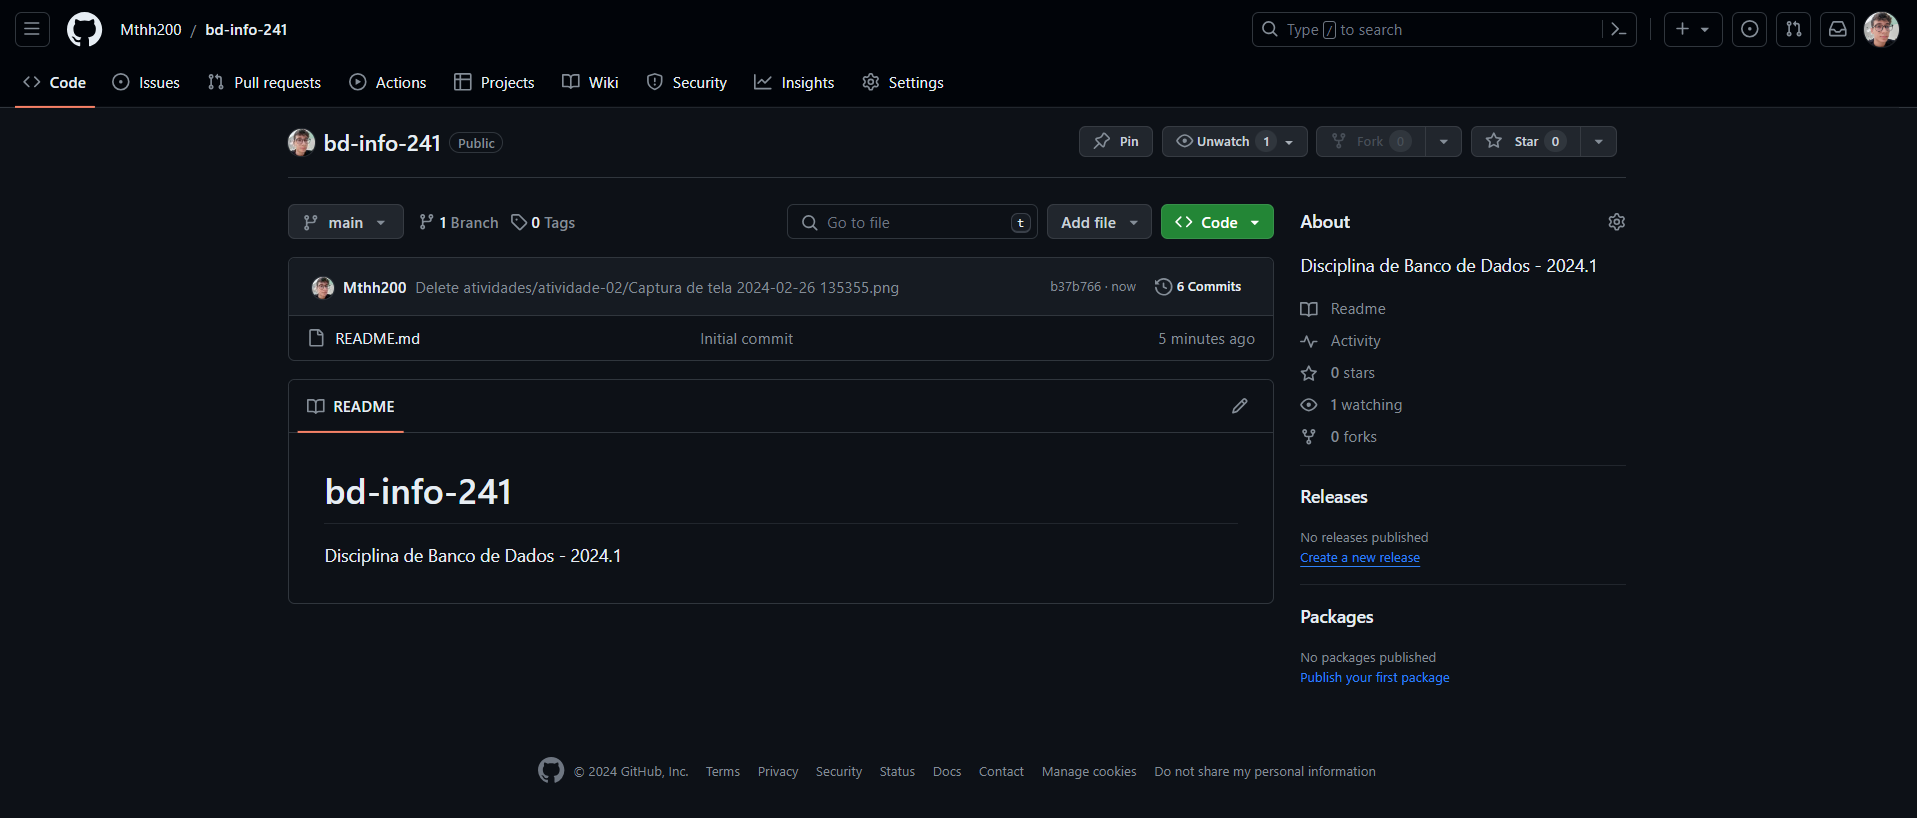 Mthh200 / bd-info-241
Type / to search
Code Issues Pull requests Actions Projects Wiki Security Insights Settings
bd-info-241 Public
Pin Unwatch 1 Fork 0 Star 0
main 1 Branch 0 Tags Go to file t Add file Code
Mthh200 Delete atividades/atividade-02/Captura de tela 2024-02-26 135355.png b37b766 · now 6 Commits
README.md Initial commit 5 minutes ago
README
bd-info-241
Disciplina de Banco de Dados - 2024.1
About
Disciplina de Banco de Dados - 2024.1
Readme
Activity
0 stars
1 watching
0 forks
Releases
No releases published
Create a new release
Packages
No packages published
Publish your first package
© 2024 GitHub, Inc. Terms Privacy Security Status Docs Contact Manage cookies Do not share my personal information